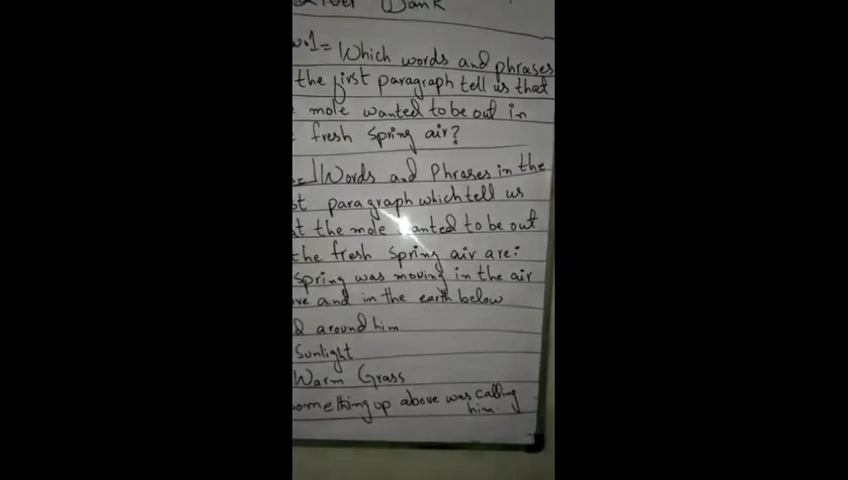 Bank
Which words and phrases
the first paragraph tell us that
mole wanted to be out in
fresh Spring air?
Words and Phrases in the
paragraph which tell us
the mole wanted to be out
the fresh Spring air are:
Spring was moving in the air
and in the earth below
around him
Sunlight
Warm Grass
something up above was calling
him.